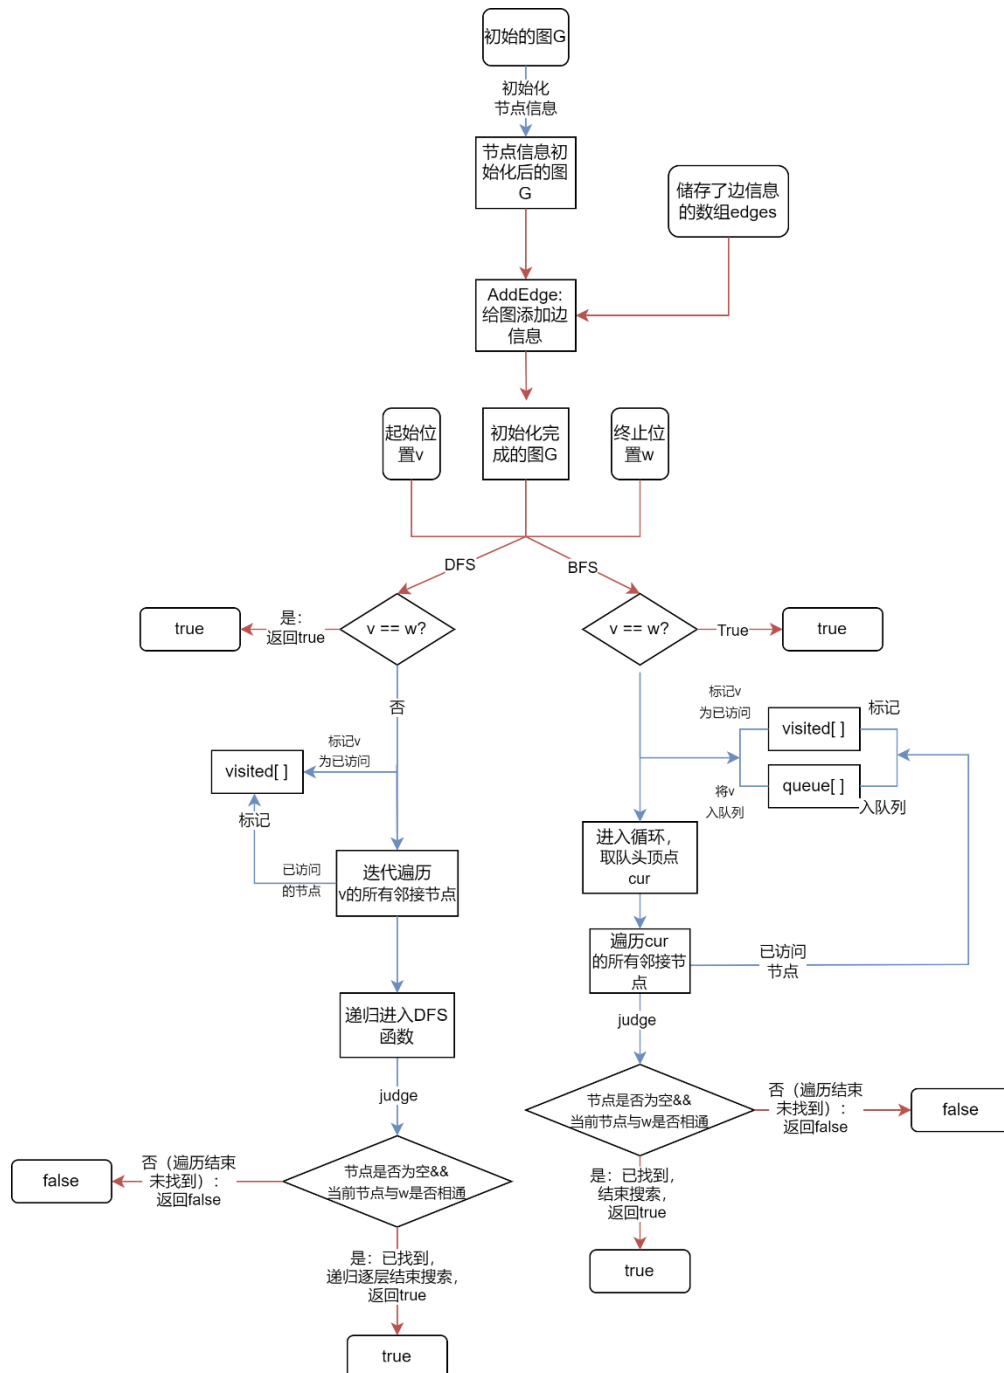 初始的图G
初始化
节点信息
节点信息初
始化后的图
G
储存了边信息
的数组edges
AddEdge:
给图添加边
信息
起始位
置v
初始化完
成的图G
终止位
置w
DFS
BFS
true
是：
返回true
v == w?
v == w?
True
true
否
标记v
为已访问
visited[ ]
标记
已访问
的节点
迭代遍历
v的所有邻接节点
递归进入DFS
函数
judge
节点是否为空&&
当前节点与w是否相通
否（遍历结束
未找到）：
返回false
false
是：已找到，
递归逐层结束搜索，
返回true
true
标记v
为已访问
visited[ ]
标记
将v
入队列
queue[ ]
入队列
进入循环，
取队头顶点
cur
遍历cur
的所有邻接节
点
已访问
节点
judge
节点是否为空&&
当前节点与w是否相通
否（遍历结束
未找到）：
返回false
false
是：已找到，
结束搜索，
返回true
true